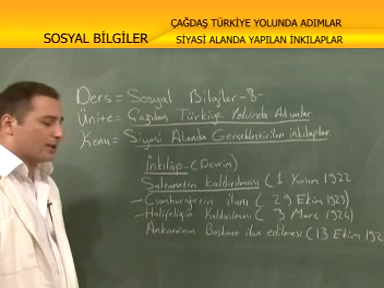 ÇAĞDAŞ TÜRKİYE YOLUNDA ADIMLAR
SOSYAL BİLGİLER
SİYASİ ALANDA YAPILAN İNKILAPLAR
Ders = Sosyal Bilgiler-8-
Ünite = Çağdaş Türkiye Yolunda Adımlar
Konu = Siyasi Alanda Gerçekleştirilen inkılaplar
İnkılap-(Devrim)
Saltanatın kaldırılması (1 Kasım 1922
-Cumhuriyetin ilanı (29 Ekim 1923)
-Halifeliğin Kaldırılması (3 Mart 1924)
Ankara'nın Başkent ilan edilmesi (13 Ekim 192